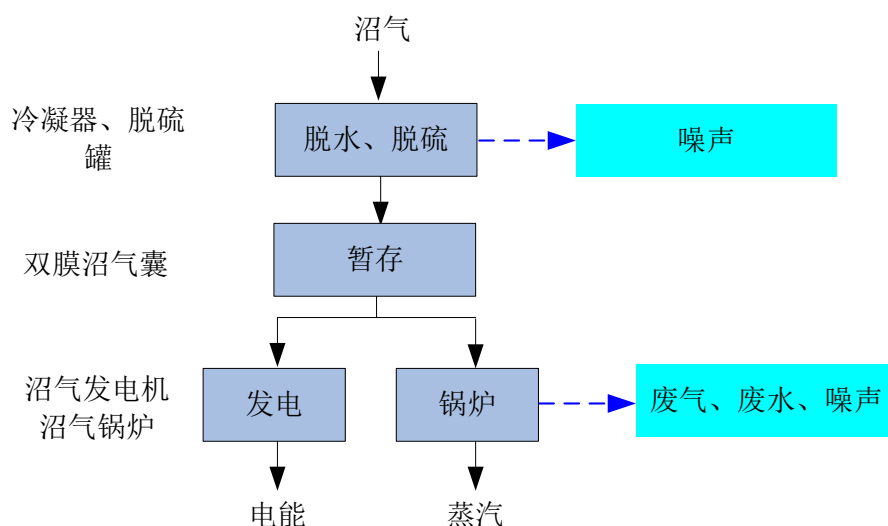 沼气
冷凝器、脱硫
罐
脱水、脱硫
噪声
双膜沼气囊
暂存
沼气发电机
沼气锅炉
发电
锅炉
废气、废水、噪声
电能
蒸汽